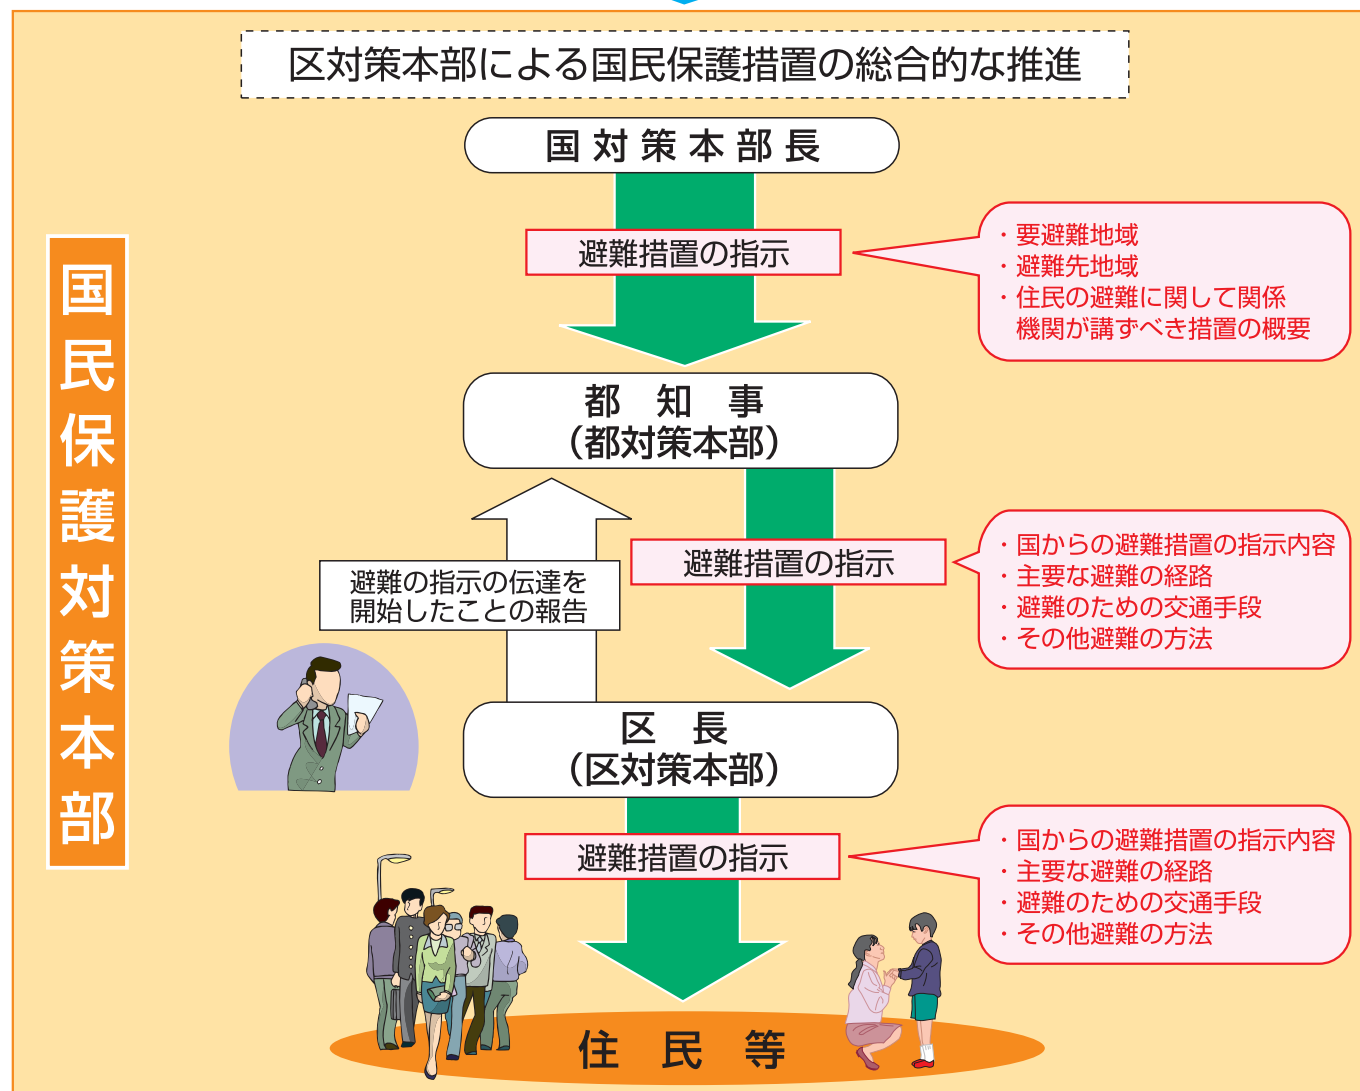 区対策本部による国民保護措置の総合的な推進
国対策本部長
避難措置の指示
・要避難地域
・避難先地域
・住民の避難に関して関係
機関が講ずべき措置の概要
国民保護対策本部
都　知　事
（都対策本部）
避難措置の指示
・国からの避難措置の指示内容
・主要な避難の経路
・避難のための交通手段
・その他避難の方法
避難の指示の伝達を
開始したことの報告
区　長
（区対策本部）
避難措置の指示
・国からの避難措置の指示内容
・主要な避難の経路
・避難のための交通手段
・その他避難の方法
住　民　等